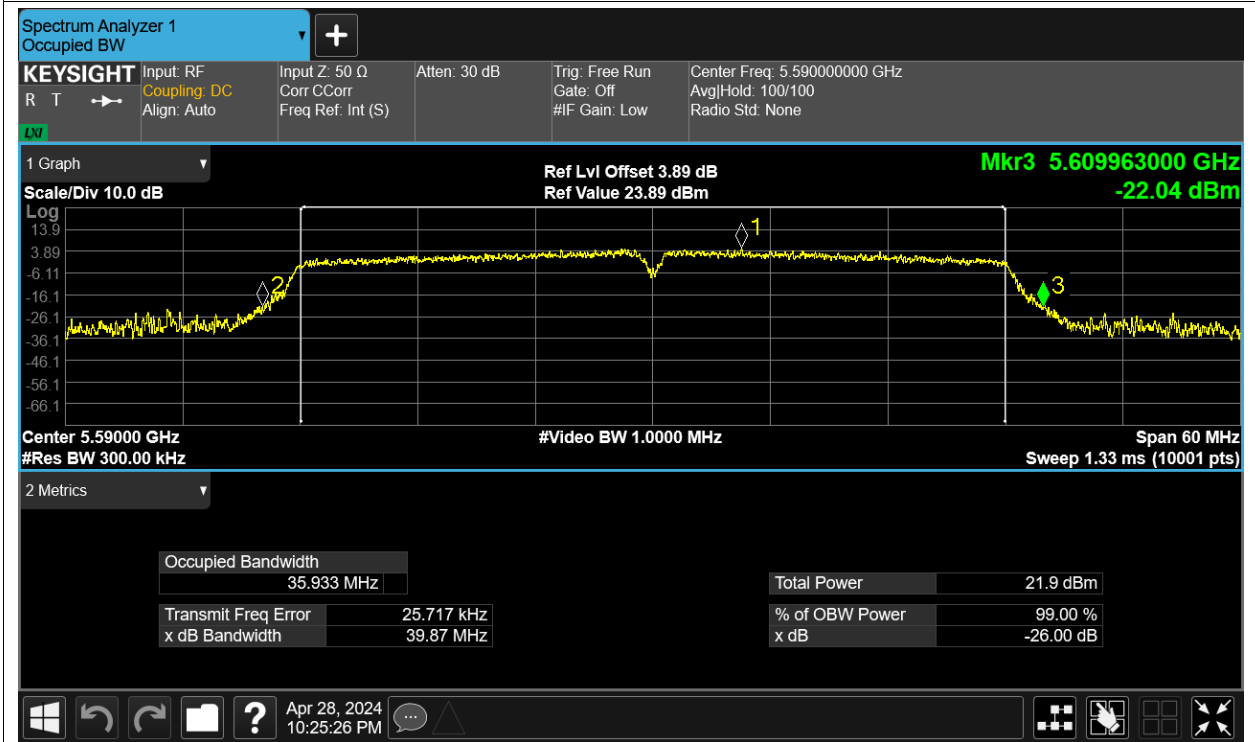 Spectrum Analyzer 1
Occupied BW
KEYSIGHT Input: RF Input Z: 50 Ω Atten: 30 dB Trig: Free Run Center Freq: 5.590000000 GHz
R T Coupling: DC Corr CCorr Gate: Off Avg|Hold: 100/100
Align: Auto Freq Ref: Int (S) #IF Gain: Low Radio Std: None
LXI
1 Graph Ref Lvl Offset 3.89 dB Mkr3 5.609963000 GHz
Scale/Div 10.0 dB Ref Value 23.89 dBm -22.04 dBm
Log
13.9
1
3.89
-6.11
2 3
-16.1
-26.1
-36.1
-46.1
-56.1
-66.1
Center 5.59000 GHz #Video BW 1.0000 MHz Span 60 MHz
#Res BW 300.00 kHz Sweep 1.33 ms (10001 pts)
2 Metrics
Occupied Bandwidth
35.933 MHz Total Power 21.9 dBm
Transmit Freq Error 25.717 kHz % of OBW Power 99.00 %
x dB Bandwidth 39.87 MHz x dB -26.00 dB
? Apr 28, 2024
10:25:26 PM